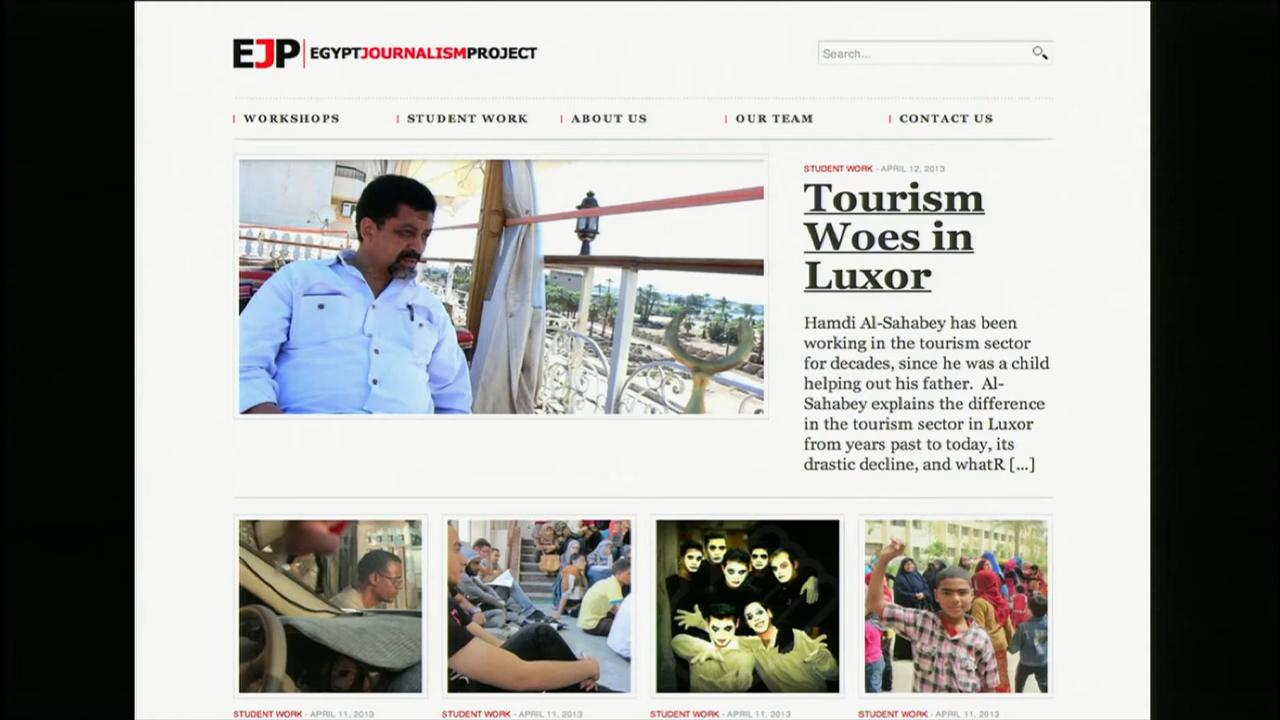 EJP EGYPTJOURNALISMPROJECT
Search...
WORKSHOPS
STUDENT WORK
ABOUT US
OUR TEAM
CONTACT US
STUDENT WORK - APRIL 12, 2013
Tourism
Woes in
Luxor
Hamdi Al-Sahabey has been
working in the tourism sector
for decades, since he was a child
helping out his father. Al-
Sahabey explains the difference
in the tourism sector in Luxor
from years past to today, its
drastic decline, and whatR [...]
STUDENT WORK - APRIL 11, 2013
STUDENT WORK - APRIL 11, 2013
STUDENT WORK - APRIL 11, 2013
STUDENT WORK - APRIL 11, 2013